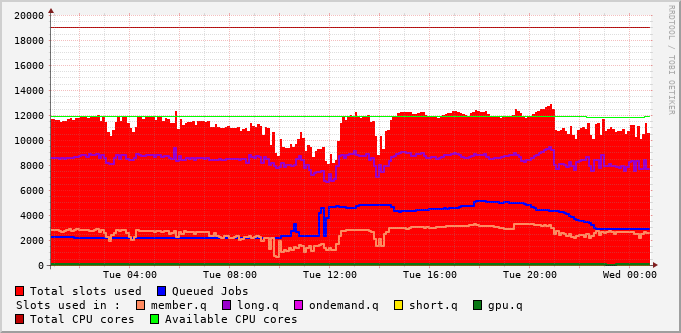 20000
18000
16000
14000
12000
10000
8000
6000
4000
2000
0
Tue 04:00 Tue 08:00 Tue 12:00 Tue 16:00 Tue 20:00 Wed 00:00
Total slots used Queued Jobs
Slots used in : member.q long.q ondemand.q short.q gpu.q
Total CPU cores Available CPU cores
RRDTOOL / TOBI OETIKER